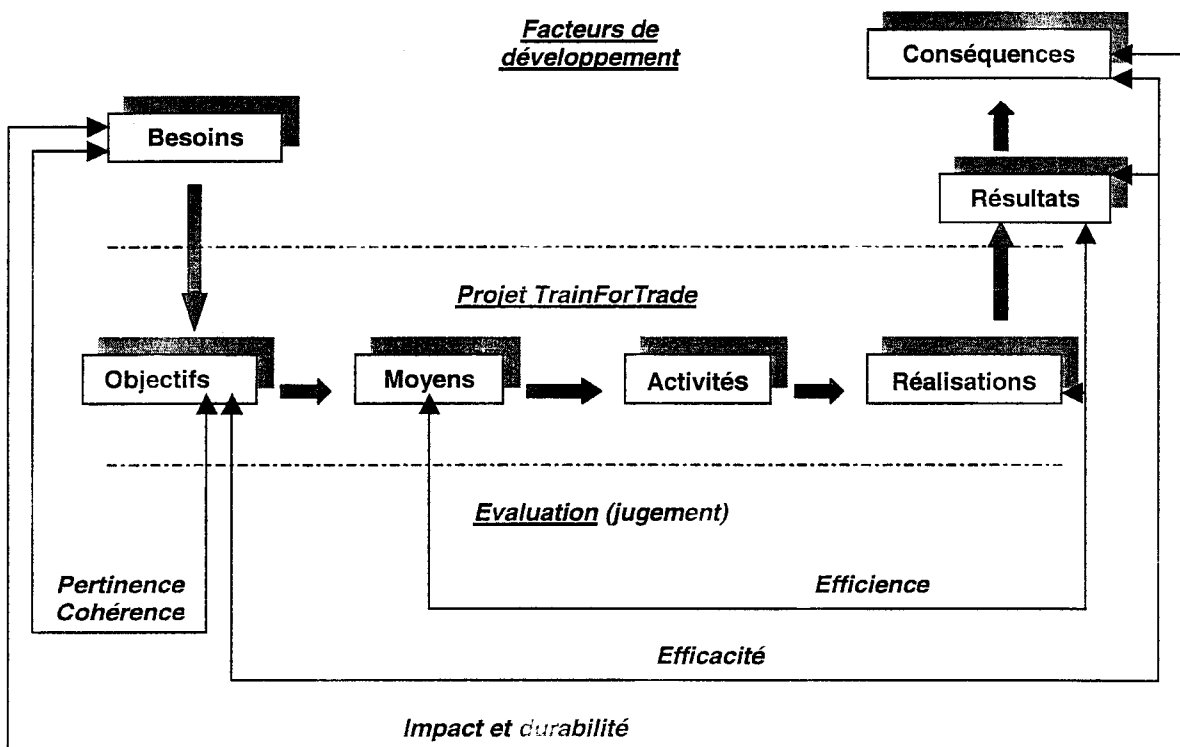 Facteurs de
développement
Conséquences
Besoins
Résultats
Projet TrainForTrade
Objectifs
Moyens
Activités
Réalisations
Evaluation (jugement)
Pertinence
Cohérence
Efficience
Efficacité
Impact et durabilité